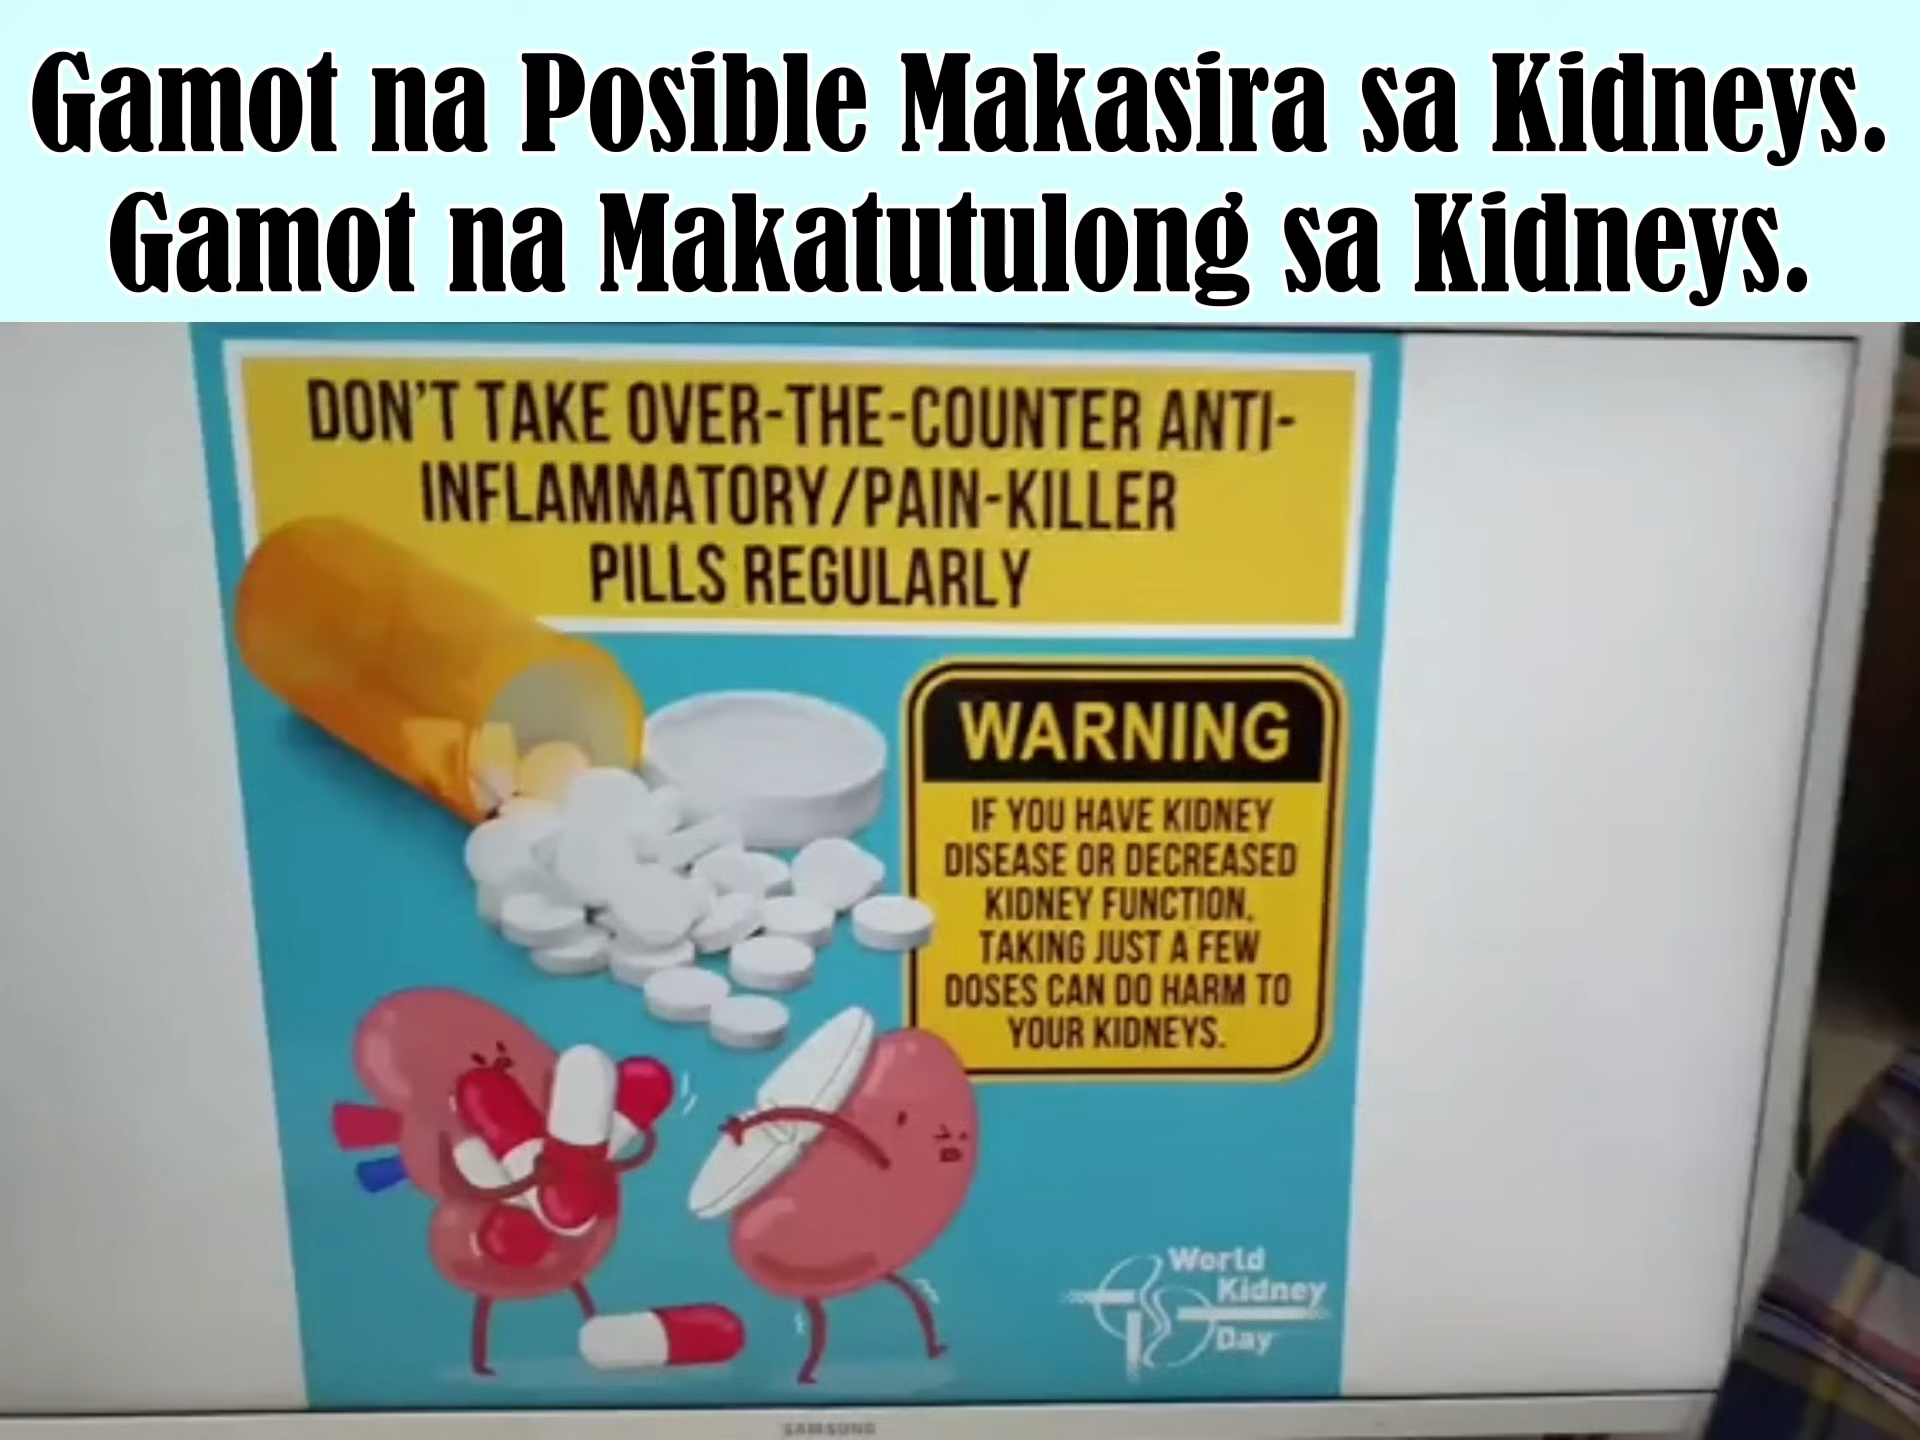 Gamot na Posible Makasira sa Kidneys.
Gamot na Makatutulong sa Kidneys.
DON'T TAKE OVER-THE-COUNTER ANTI-
INFLAMMATORY/PAIN-KILLER
PILLS REGULARLY
WARNING
IF YOU HAVE KIDNEY
DISEASE OR DECREASED
KIDNEY FUNCTION,
TAKING JUST A FEW
DOSES CAN DO HARM TO
YOUR KIDNEYS.
World
Kidney
Day
SAMSUNG